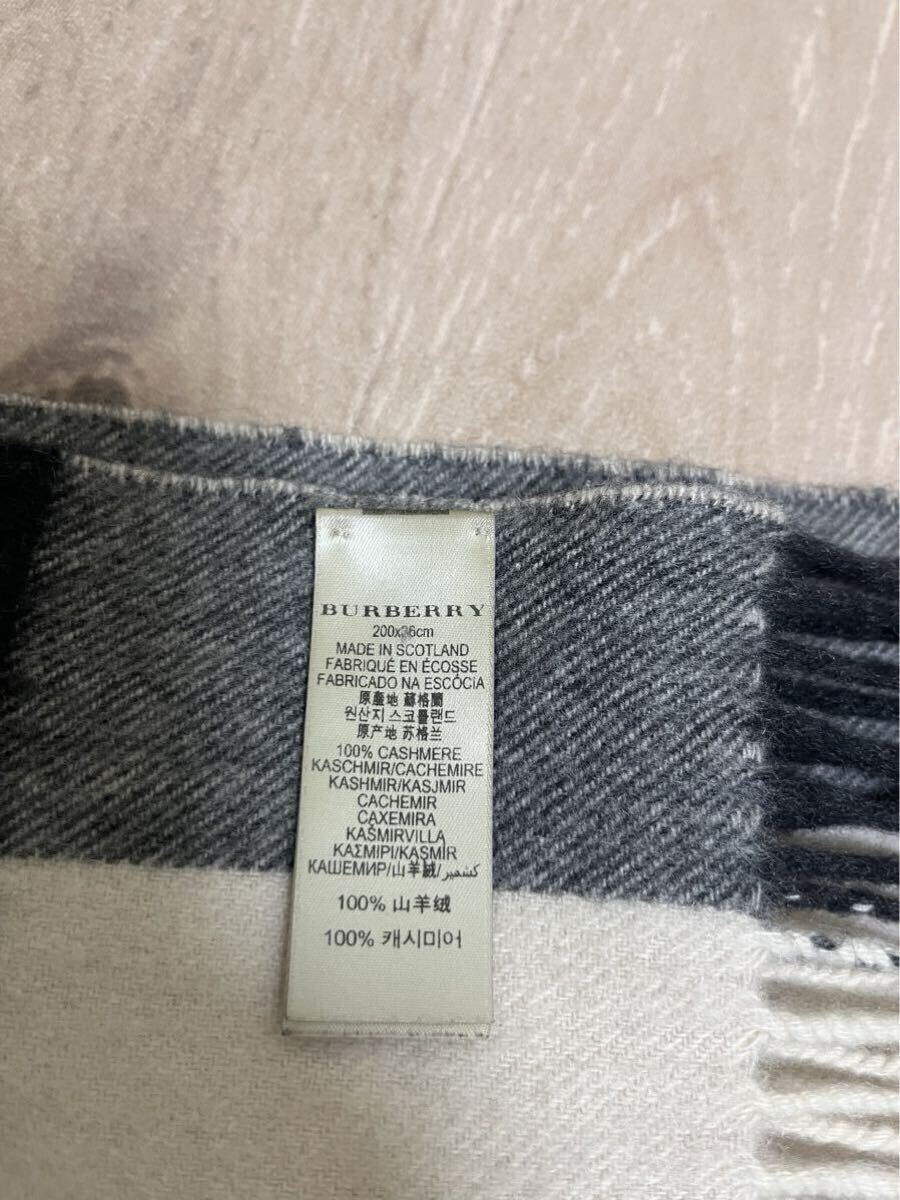 BURBERRY
200x36cm
MADE IN SCOTLAND
FABRIQUÉ EN ÉCOSSE
FABRICADO NA ESCÓCIA
原產地 蘇格蘭
원산지 스코틀랜드
原产地 苏格兰
100% CASHMERE
KASCHMIR/CACHEMIRE
KASHMIR/KASJMIR
CACHEMIR
CAXEMIRA
KAŠMIRVILLA
ΚΑΣΜΙΡΙ/KAŞMIR
КАШЕМИР/山羊絨/كشمير
100% 山羊绒
100% 캐시미어